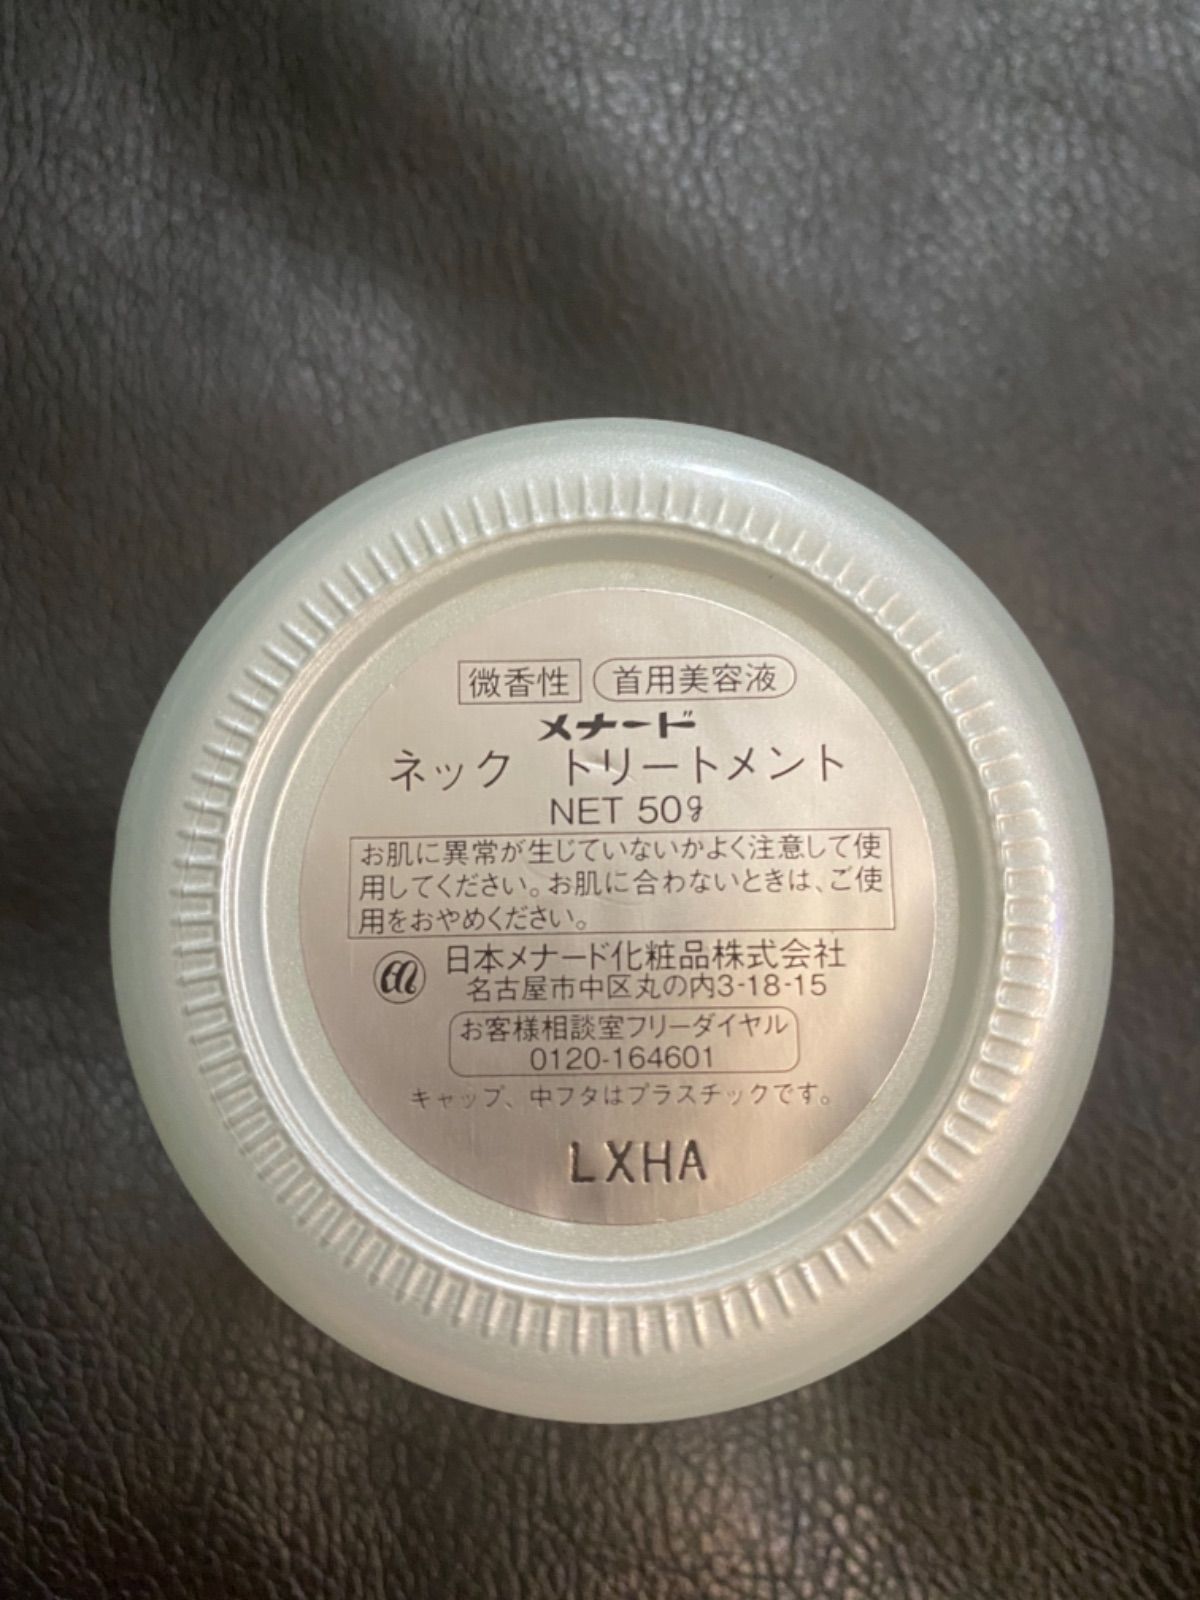 微香性 首用美容液
メナード
ネック トリートメント
NET 50g
お肌に異常が生じていないかよく注意して使
用してください。お肌に合わないときは、ご使
用をおやめください。
日本メナード化粧品株式会社
名古屋市中区丸の内3-18-15
お客様相談室フリーダイヤル
0120-164601
キャップ、中フタはプラスチックです。
LXHA